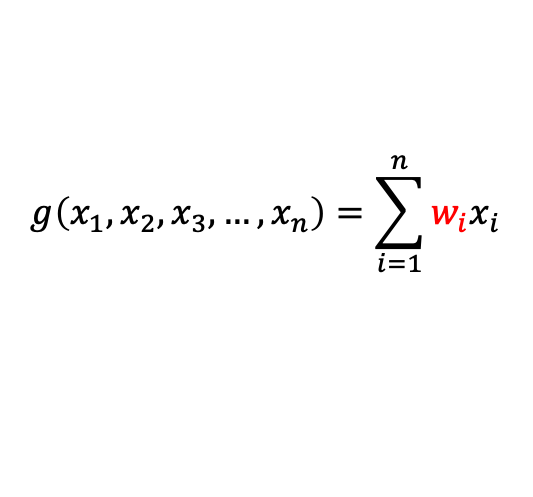 g(x₁, x₂, x₃, …, xₙ) = ∑ᵢ₌₁ⁿ wᵢxᵢ